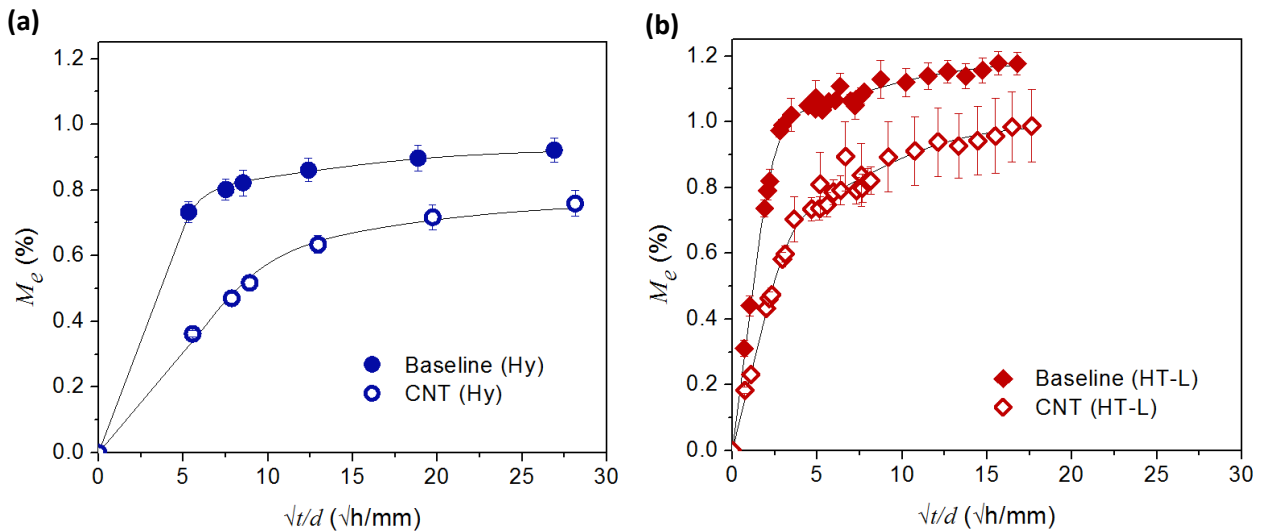 (a)
1.2
1.0
0.8
0.6
0.4
0.2
0.0
M_e (%)
Baseline (Hy)
CNT (Hy)
0 5 10 15 20 25 30
√t/d (√h/mm)
(b)
1.2
1.0
0.8
0.6
0.4
0.2
0.0
M_e (%)
Baseline (HT-L)
CNT (HT-L)
0 5 10 15 20 25 30
√t/d (√h/mm)